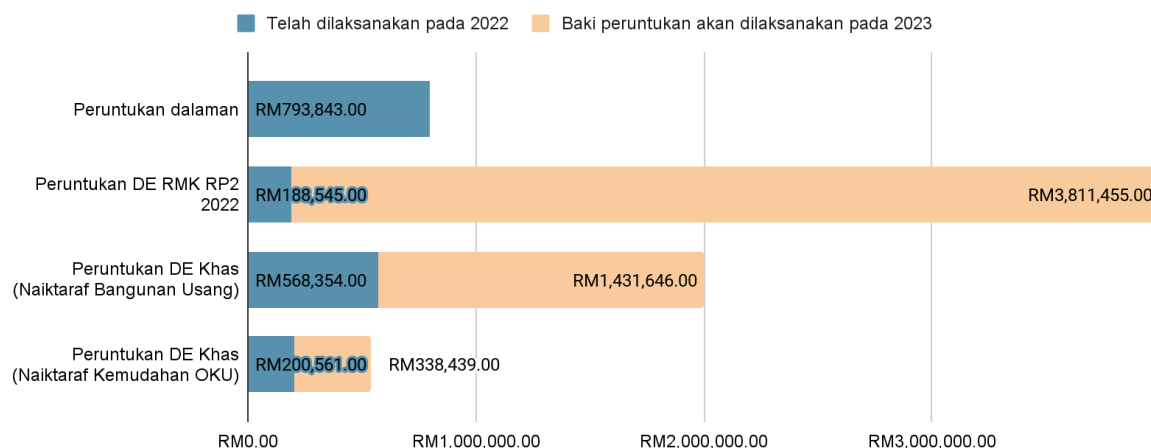 Telah dilaksanakan pada 2022
Baki peruntukan akan dilaksanakan pada 2023
Peruntukan dalaman
RM793,843.00
Peruntukan DE RMK RP2
2022
RM188,545.00
RM3,811,455.00
Peruntukan DE Khas
(Naiktaraf Bangunan Usang)
RM568,354.00
RM1,431,646.00
Peruntukan DE Khas
(Naiktaraf Kemudahan OKU)
RM200,561.00
RM338,439.00
RM0.00
RM1,000,000.00
RM2,000,000.00
RM3,000,000.00